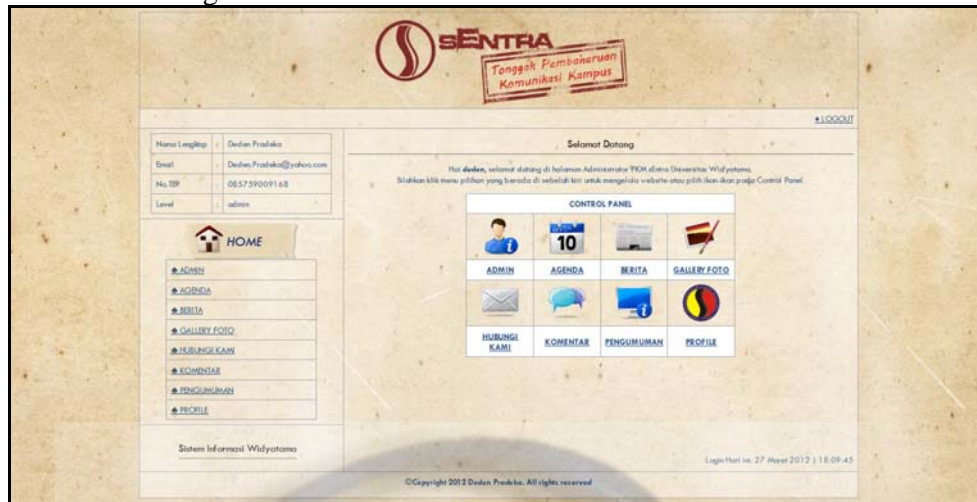 SENTRA
Tonggak Pembaharuan
Komunikasi Kampus
LOGOUT
Nama Lengkap : Deden Pradeka
Email : Deden.Pradeka@yahoo.com
No.TlP : 085759009168
Level : admin
HOME
ADMIN
AGENDA
BERITA
GALLERY FOTO
HUBUNGI KAMI
KOMENTAR
PENGUMUMAN
PROFILE
Sistem Informasi Widyatama
Selamat Datang
Hai deden, selamat datang di halaman Administrator PKM sEntra Universitas Widyatama.
Silahkan klik menu pilihan yang berada di sebelah kiri untuk mengelola website atau pilih ikon-ikon pada Control Panel.
CONTROL PANEL
10
ADMIN AGENDA BERITA GALLERY FOTO
HUBUNGI
KAMI KOMENTAR PENGUMUMAN PROFILE
Login Hari ini: 27 Maret 2012 | 18:09:45
©Copyright 2012 Deden Pradeka. All rights reserved